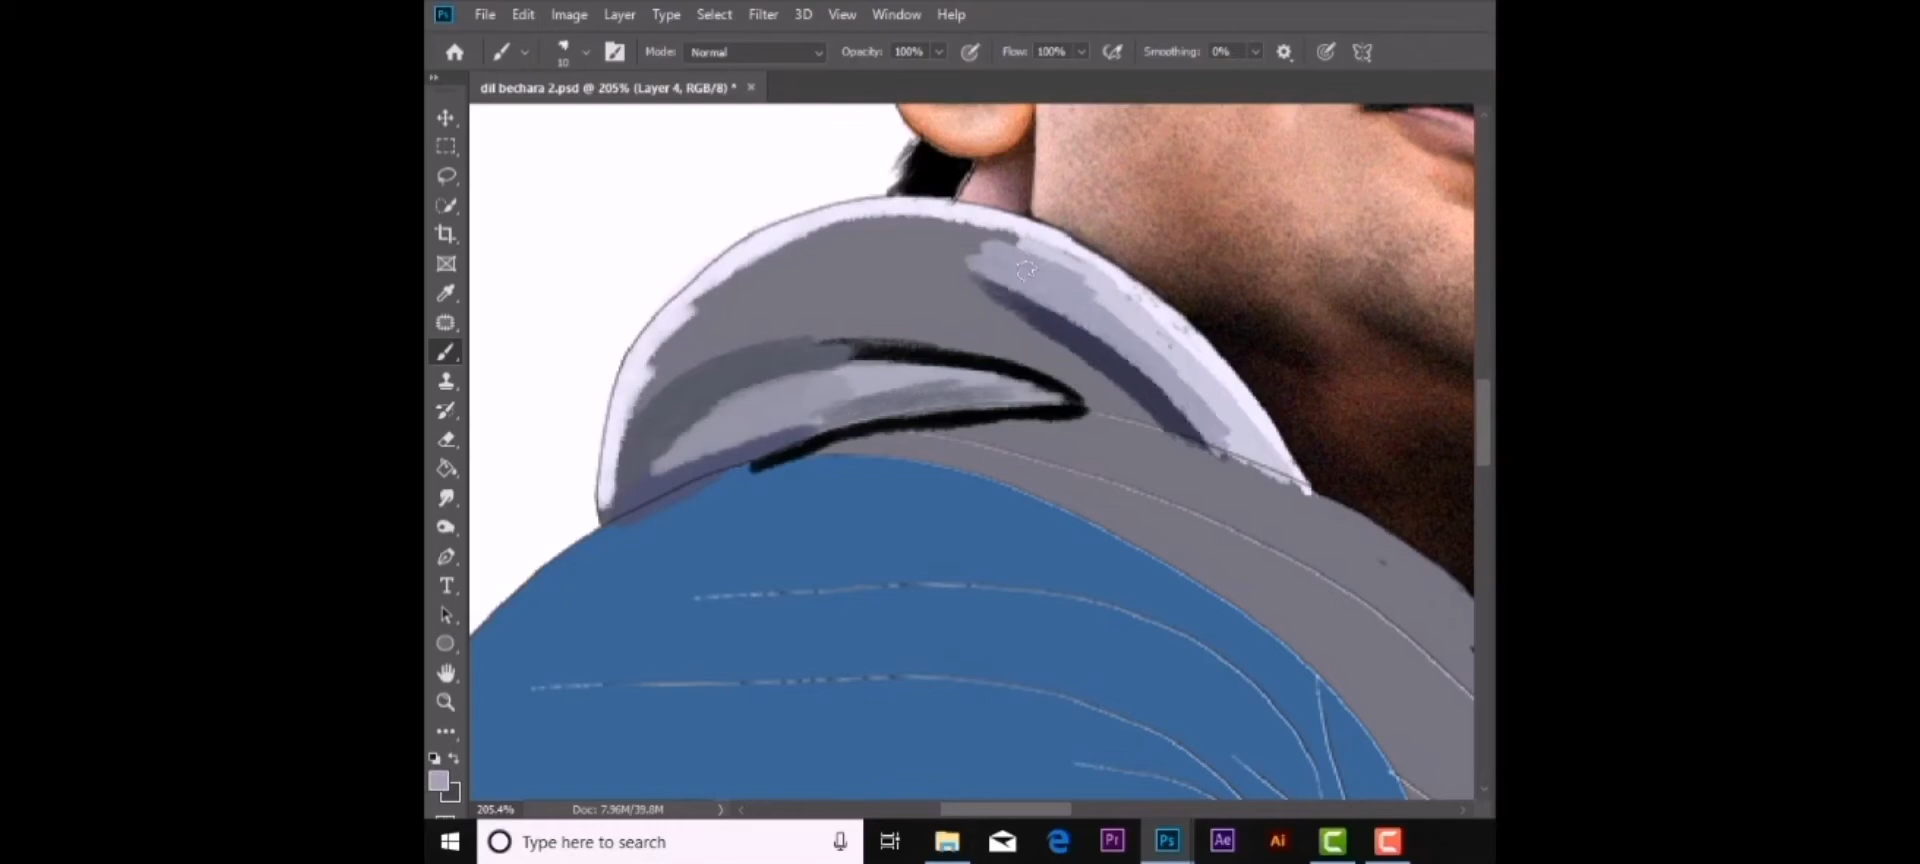 Ps File Edit Image Layer Type Select Filter 3D View Window Help
10 Mode: Normal Opacity: 100% Flow: 100% Smoothing: 0%
dil bechara 2.psd @ 205% (Layer 4, RGB/8) * ×
T
205.4% Doc: 7.96M/39.8M
Type here to search Pr Ps Ae Ai